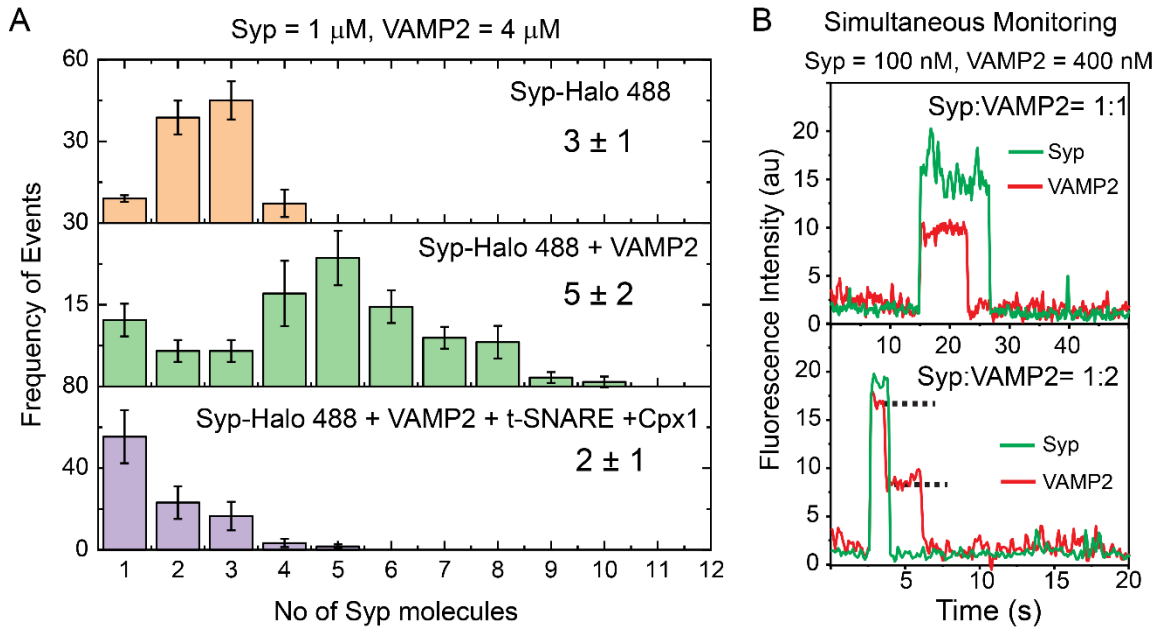 A
Syp = 1 μM, VAMP2 = 4 μM
Frequency of Events
60
30
30
Syp-Halo 488
3 ± 1
15
80
Syp-Halo 488 + VAMP2
5 ± 2
40
0
Syp-Halo 488 + VAMP2 + t-SNARE +Cpx1
2 ± 1
1 2 3 4 5 6 7 8 9 10 11 12
No of Syp molecules
B
Simultaneous Monitoring
Syp = 100 nM, VAMP2 = 400 nM
Fluorescence Intensity (au)
Syp:VAMP2= 1:1
Syp
VAMP2
20
15
10
5
0
10 20 30 40
Syp:VAMP2= 1:2
Syp
VAMP2
20
15
10
5
0
5 10 15 20
Time (s)